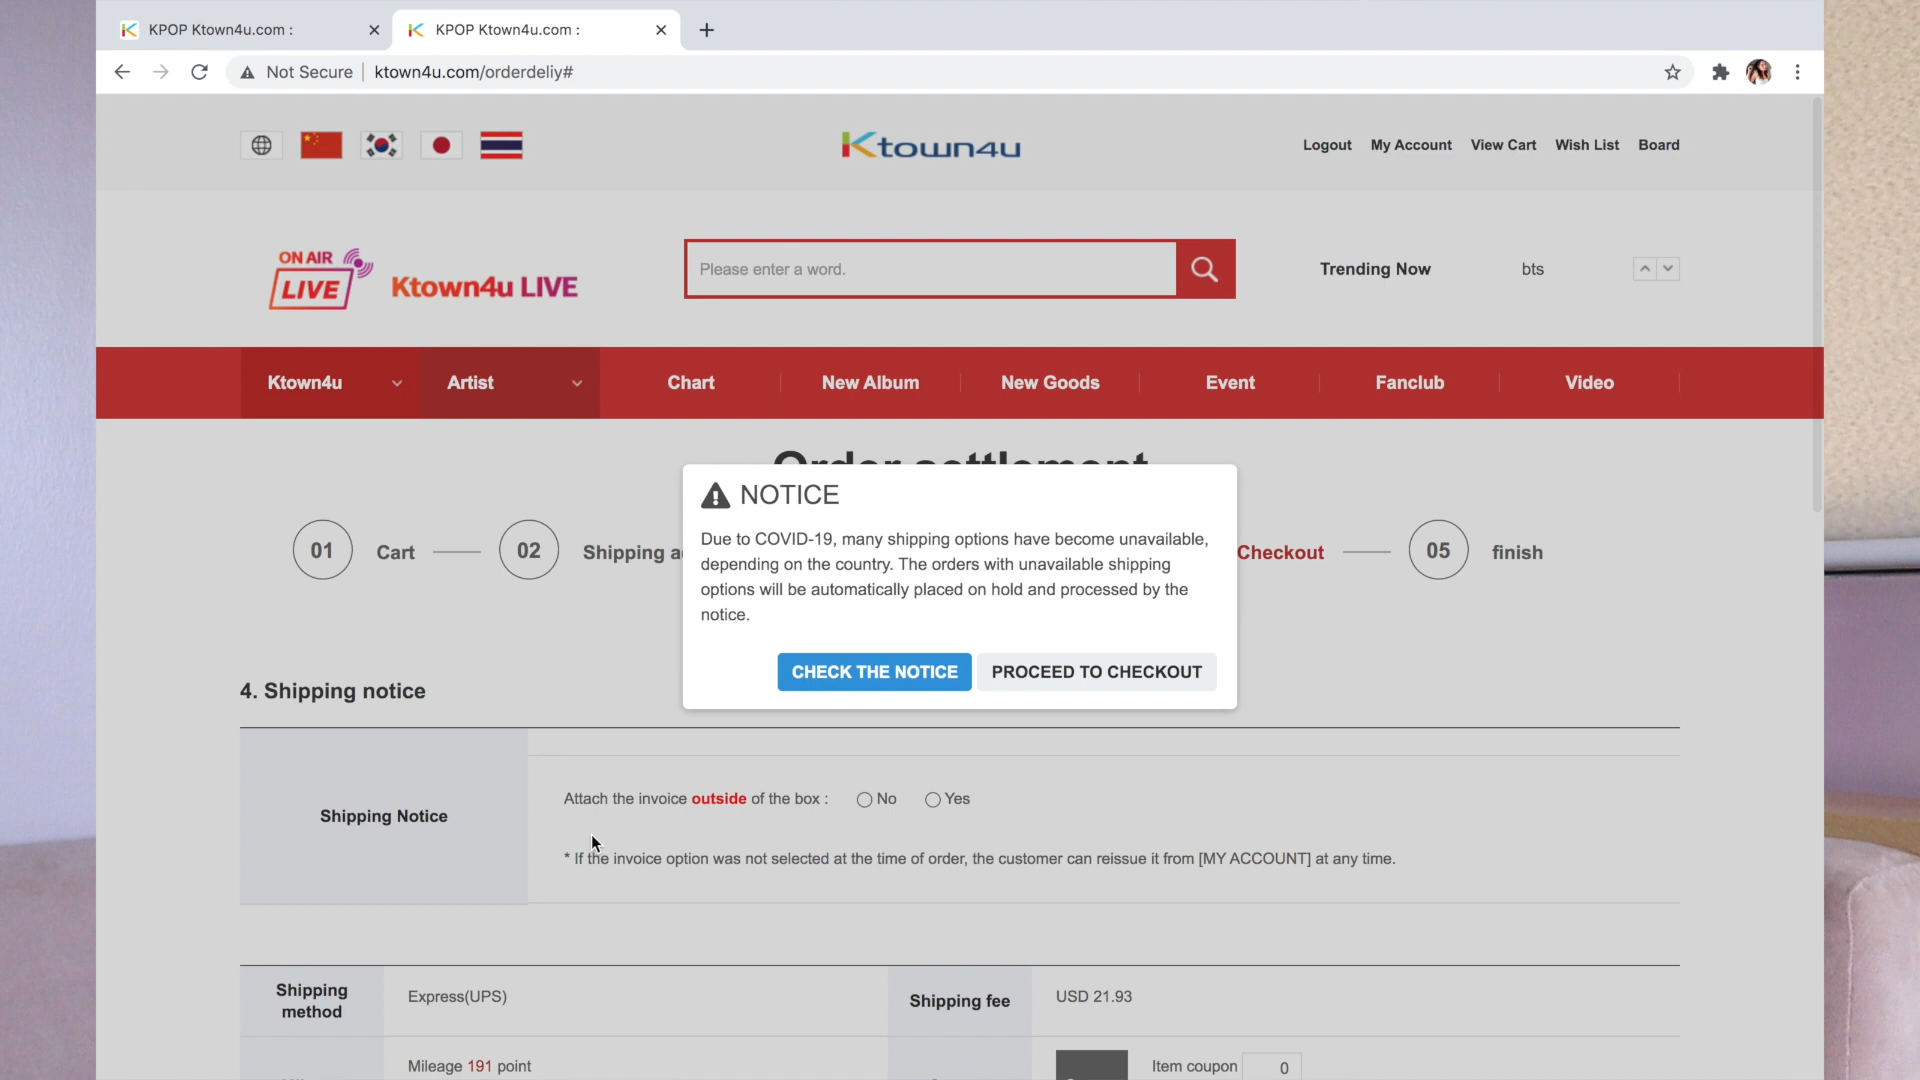 KPOP Ktown4u.com :
KPOP Ktown4u.com :
Not Secure
ktown4u.com/orderdeliy#
Ktown4u
Logout
My Account
View Cart
Wish List
Board
ON AIR
LIVE
Ktown4u LIVE
Please enter a word.
Trending Now
bts
Ktown4u
Artist
Chart
New Album
New Goods
Event
Fanclub
Video
Order settlement
NOTICE
Due to COVID-19, many shipping options have become unavailable,
depending on the country. The orders with unavailable shipping
options will be automatically placed on hold and processed by the
notice.
CHECK THE NOTICE
PROCEED TO CHECKOUT
01
Cart
02
Shipping a
Checkout
05
finish
4. Shipping notice
Shipping Notice
Attach the invoice outside of the box :
No
Yes
* If the invoice option was not selected at the time of order, the customer can reissue it from [MY ACCOUNT] at any time.
Shipping
method
Express(UPS)
Shipping fee
USD 21.93
Mileage 191 point
Item coupon
0